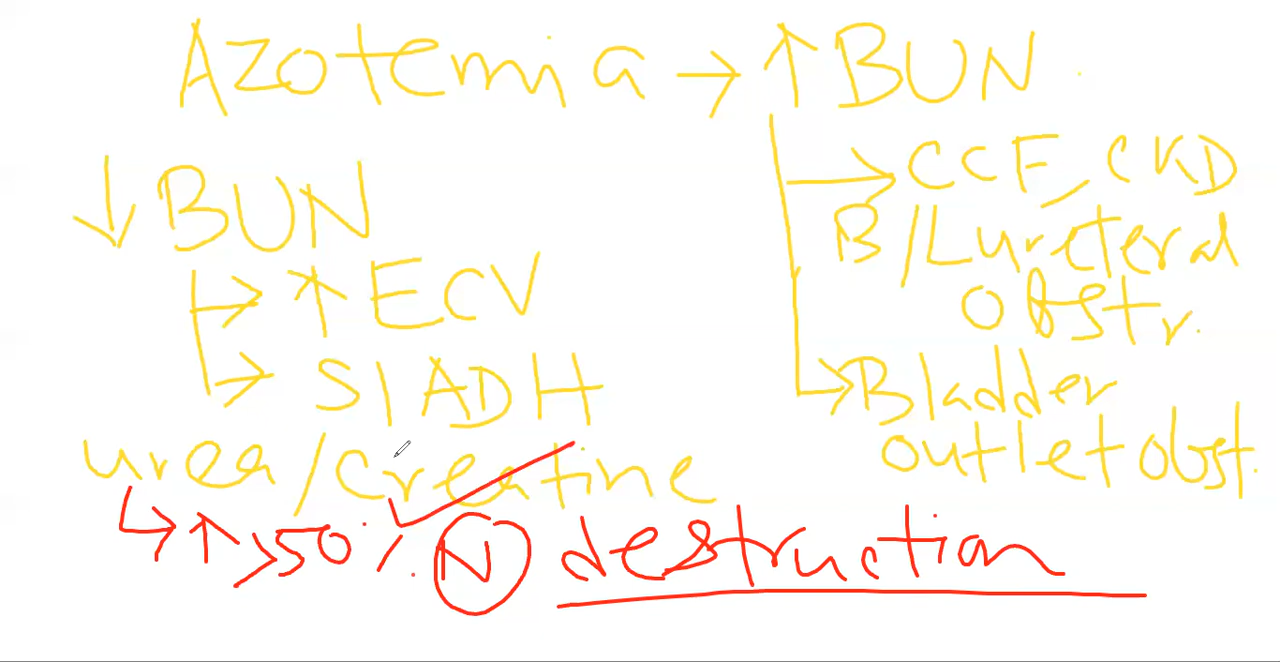 Azotemia → ↑ BUN
→ CCF, CKD
B/L ureteral
obstr.
→ Bladder
outlet obst.
↓ BUN
→ ↑ ECV
→ SIADH
urea/creatine
↳ ↑ >50%. N destruction